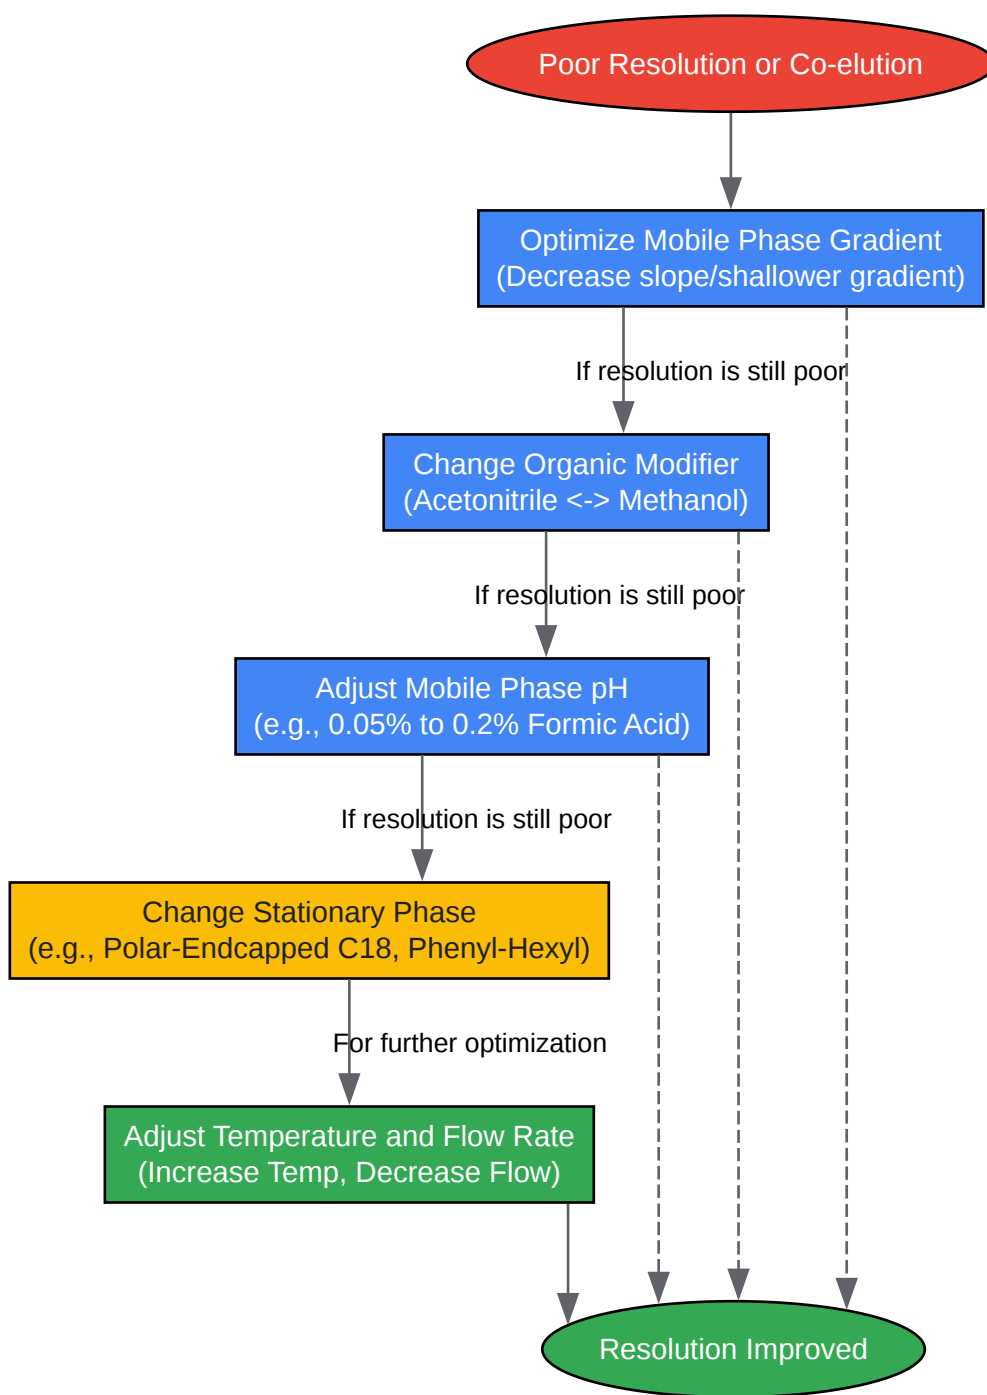 Poor Resolution or Co-elution
Optimize Mobile Phase Gradient
(Decrease slope/shallower gradient)
If resolution is still poor
Change Organic Modifier
(Acetonitrile <-> Methanol)
If resolution is still poor
Adjust Mobile Phase pH
(e.g., 0.05% to 0.2% Formic Acid)
If resolution is still poor
Change Stationary Phase
(e.g., Polar-Endcapped C18, Phenyl-Hexyl)
For further optimization
Adjust Temperature and Flow Rate
(Increase Temp, Decrease Flow)
Resolution Improved